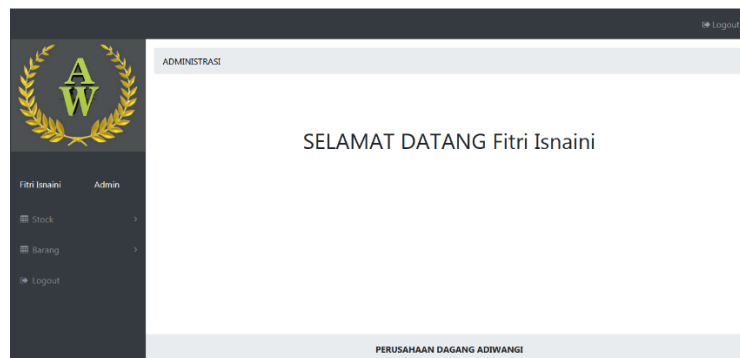 Logout
A
W
ADMINISTRASI
SELAMAT DATANG Fitri Isnaini
Fitri Isnaini Admin
Stock
Barang
Logout
PERUSAHAAN DAGANG ADIWANGI